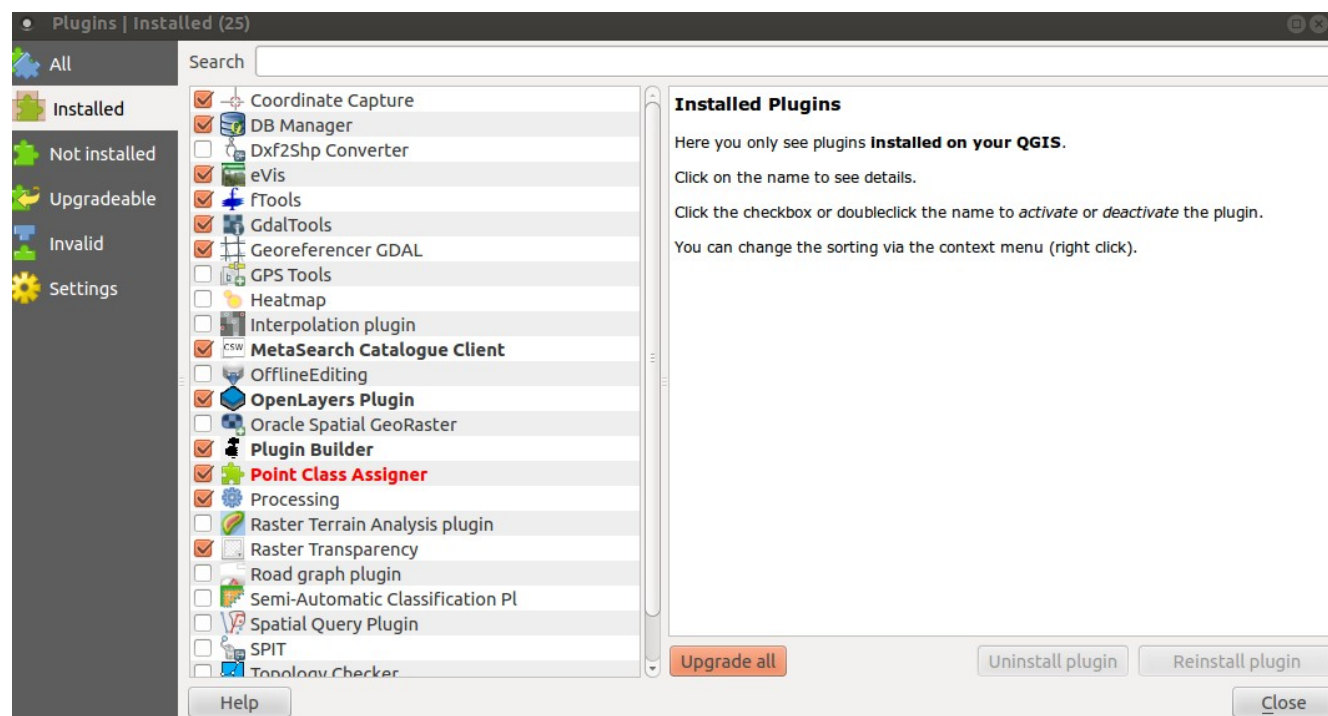 Plugins | Installed (25)
All
Installed
Not installed
Upgradeable
Invalid
Settings
Search
Coordinate Capture
DB Manager
Dxf2Shp Converter
eVis
fTools
GdalTools
Georeferencer GDAL
GPS Tools
Heatmap
Interpolation plugin
CSW MetaSearch Catalogue Client
OfflineEditing
OpenLayers Plugin
Oracle Spatial GeoRaster
Plugin Builder
Point Class Assigner
Processing
Raster Terrain Analysis plugin
Raster Transparency
Road graph plugin
Semi-Automatic Classification Pl
Spatial Query Plugin
SPIT
Topology Checker
Installed Plugins
Here you only see plugins installed on your QGIS.
Click on the name to see details.
Click the checkbox or doubleclick the name to activate or deactivate the plugin.
You can change the sorting via the context menu (right click).
Upgrade all
Uninstall plugin
Reinstall plugin
Help
Close